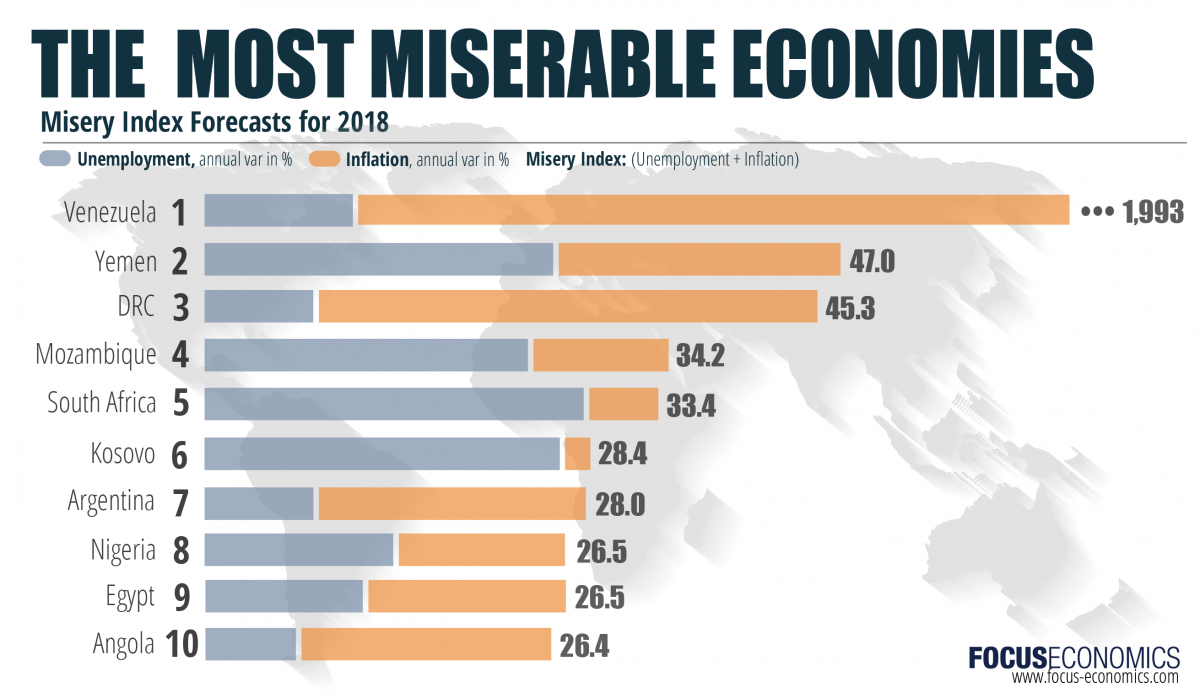 THE MOST MISERABLE ECONOMIES
Misery Index Forecasts for 2018
Unemployment, annual var in % Inflation, annual var in % Misery Index: (Unemployment + Inflation)
Venezuela 1 ••• 1,993
Yemen 2 47.0
DRC 3 45.3
Mozambique 4 34.2
South Africa 5 33.4
Kosovo 6 28.4
Argentina 7 28.0
Nigeria 8 26.5
Egypt 9 26.5
Angola 10 26.4
FOCUSECONOMICS
www.focus-economics.com